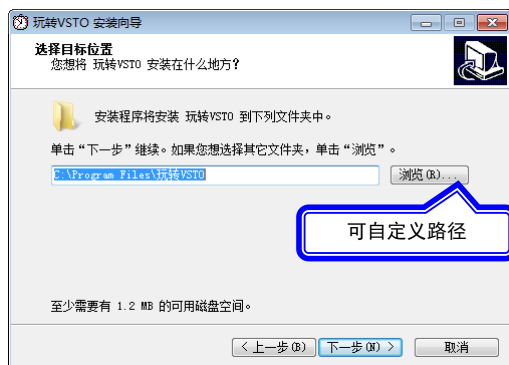 玩转VSTO 安装向导
选择目标位置
您想将 玩转VSTO 安装在什么地方?
安装程序将安装 玩转VSTO 到下列文件夹中。
单击“下一步”继续。如果您想选择其它文件夹，单击“浏览”。
C:\Program Files\玩转VSTO
浏览(R)...
可自定义路径
至少需要有 1.2 MB 的可用磁盘空间。
<上一步(B) 下一步(N) > 取消